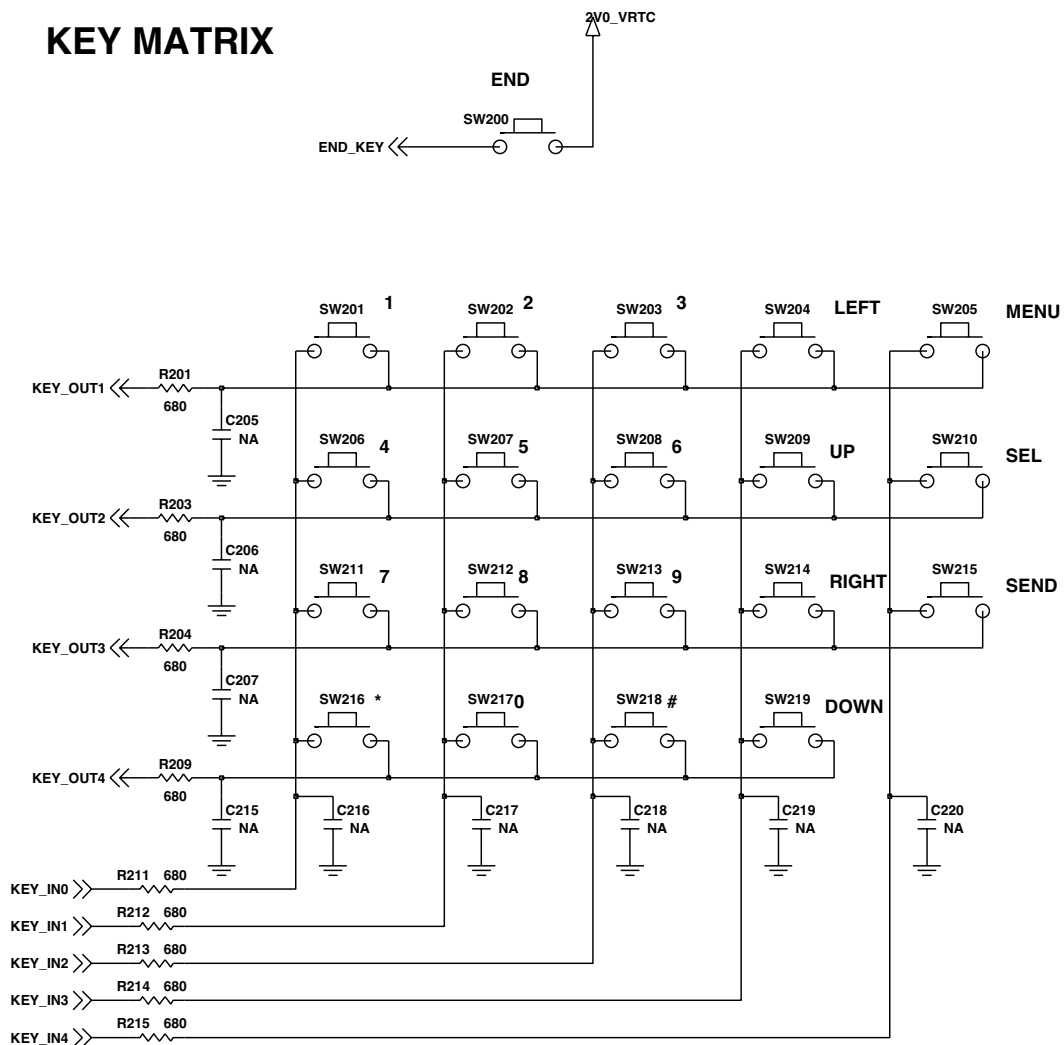 2V0_VRTC
KEY MATRIX
END
SW200
END_KEY
SW201 1 SW202 2 SW203 3 SW204 LEFT SW205 MENU
R201
KEY_OUT1
680
C205
NA
SW206 4 SW207 5 SW208 6 SW209 UP SW210 SEL
R203
KEY_OUT2
680
C206
NA
SW211 7 SW212 8 SW213 9 SW214 RIGHT SW215 SEND
R204
KEY_OUT3
680
C207
NA
SW216 * SW217 0 SW218 # SW219 DOWN
R209
KEY_OUT4
680
C215 C216 C217 C218 C219 C220
NA NA NA NA NA NA
R211 680
KEY_IN0
R212 680
KEY_IN1
R213 680
KEY_IN2
R214 680
KEY_IN3
R215 680
KEY_IN4